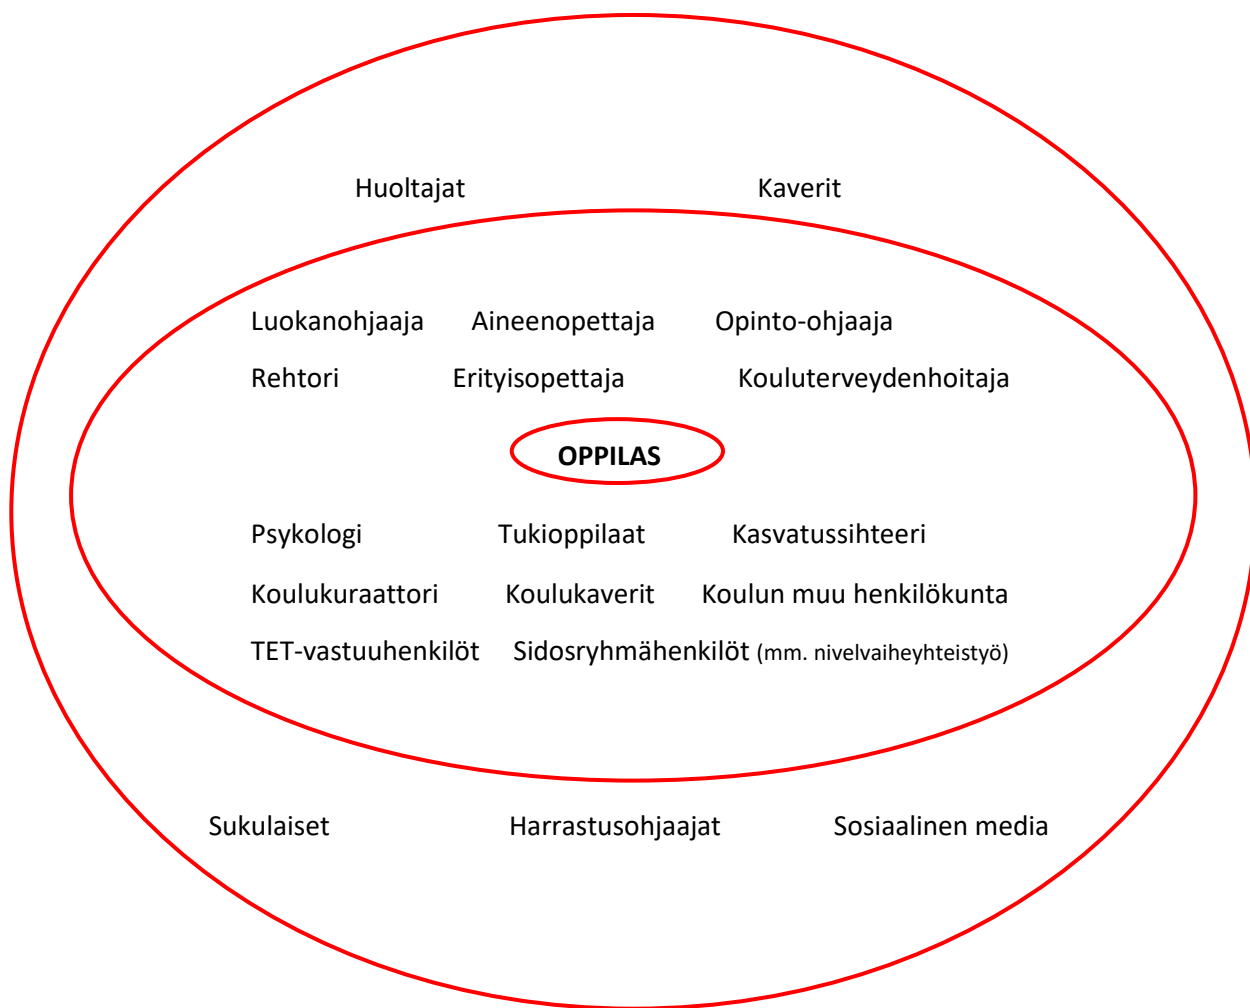 Huoltajat Kaverit
Luokanohjaaja Aineenopettaja Opinto-ohjaaja
Rehtori Erityisopettaja Kouluterveydenhoitaja
OPPILAS
Psykologi Tukioppilaat Kasvatussihteeri
Koulukuraattori Koulukaverit Koulun muu henkilökunta
TET-vastuuhenkilöt Sidosryhmähenkilöt (mm. nivelvaiheyhteistyö)
Sukulaiset Harrastusohjaajat Sosiaalinen media